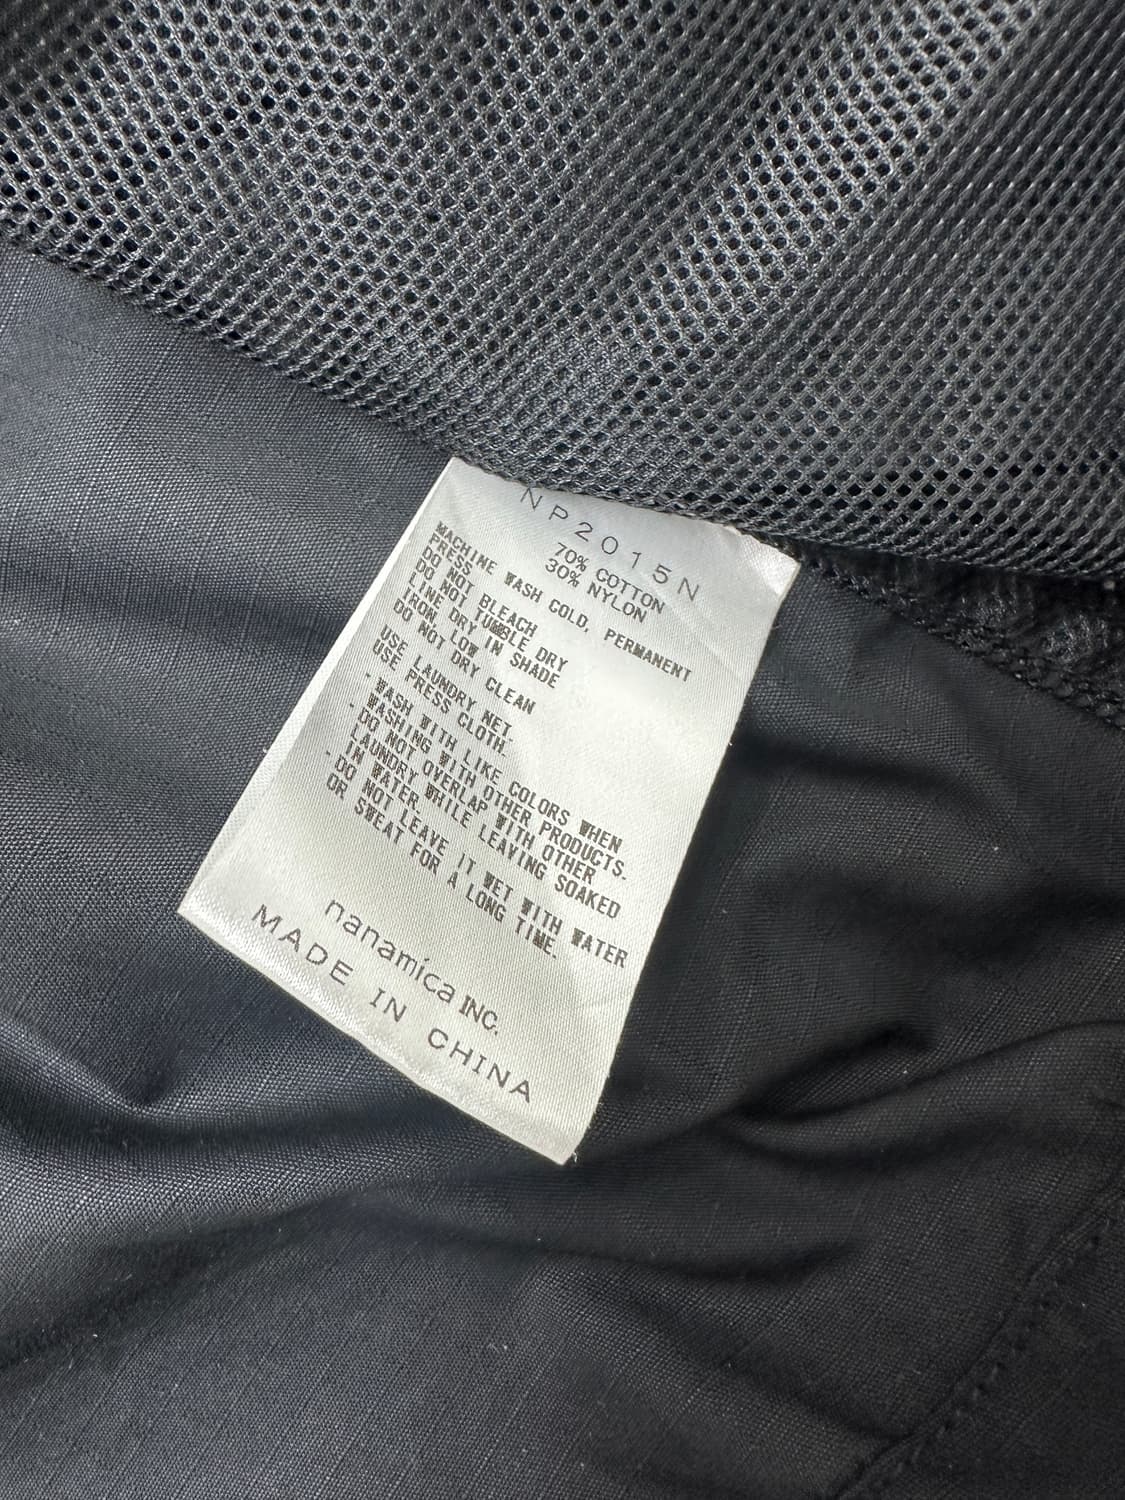 NP2015N
70% COTTON
30% NYLON
MACHINE WASH COLD, PERMANENT
PRESS
DO NOT BLEACH
DO NOT TUMBLE DRY
LINE DRY IN SHADE
IRON, LOW
DO NOT DRY CLEAN
USE LAUNDRY NET.
USE PRESS CLOTH.
- WASH WITH LIKE COLORS WHEN
WASHING WITH OTHER PRODUCTS.
- DO NOT OVERLAP WITH OTHER
LAUNDRY WHILE LEAVING SOAKED
IN WATER.
- DO NOT LEAVE IT WET WITH WATER
OR SWEAT FOR A LONG TIME.
nanamica INC.
MADE IN CHINA